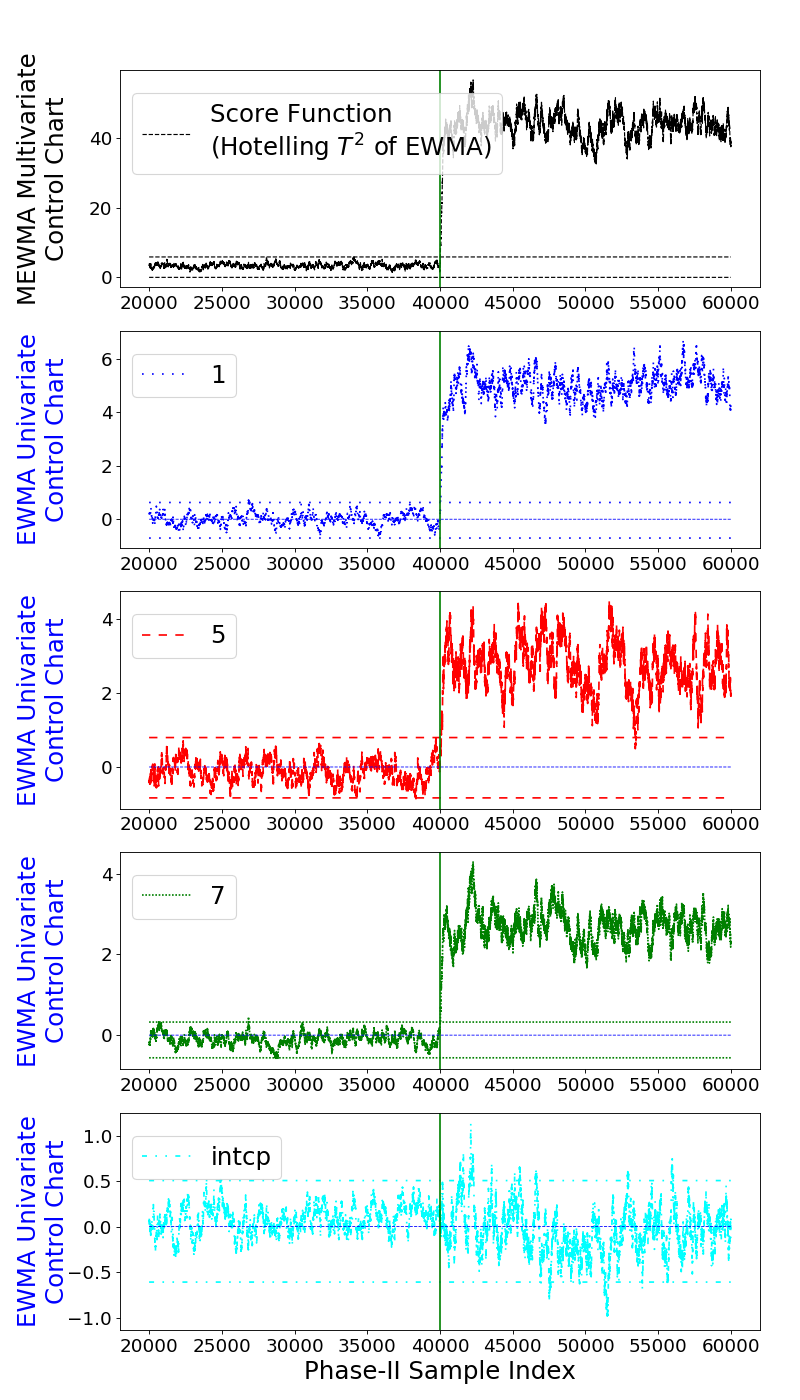 MEWMA Multivariate
Control Chart
Score Function
(Hotelling T² of EWMA)
40
20
0
20000 25000 30000 35000 40000 45000 50000 55000 60000
EWMA Univariate
Control Chart
1
6
4
2
0
20000 25000 30000 35000 40000 45000 50000 55000 60000
EWMA Univariate
Control Chart
5
4
2
0
20000 25000 30000 35000 40000 45000 50000 55000 60000
EWMA Univariate
Control Chart
7
4
2
0
20000 25000 30000 35000 40000 45000 50000 55000 60000
EWMA Univariate
Control Chart
intcp
1.0
0.5
0.0
−0.5
−1.0
20000 25000 30000 35000 40000 45000 50000 55000 60000
Phase-II Sample Index